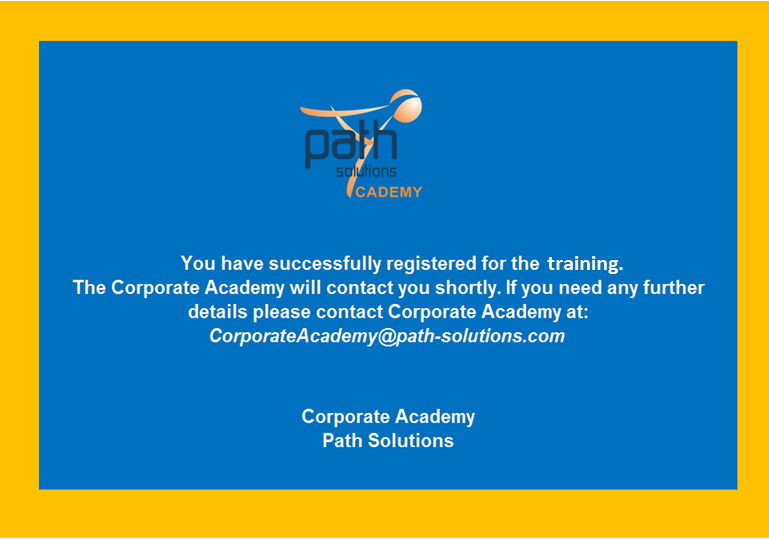 path
solutions
CADEMY
You have successfully registered for the training.
The Corporate Academy will contact you shortly. If you need any further
details please contact Corporate Academy at:
CorporateAcademy@path-solutions.com
Corporate Academy
Path Solutions